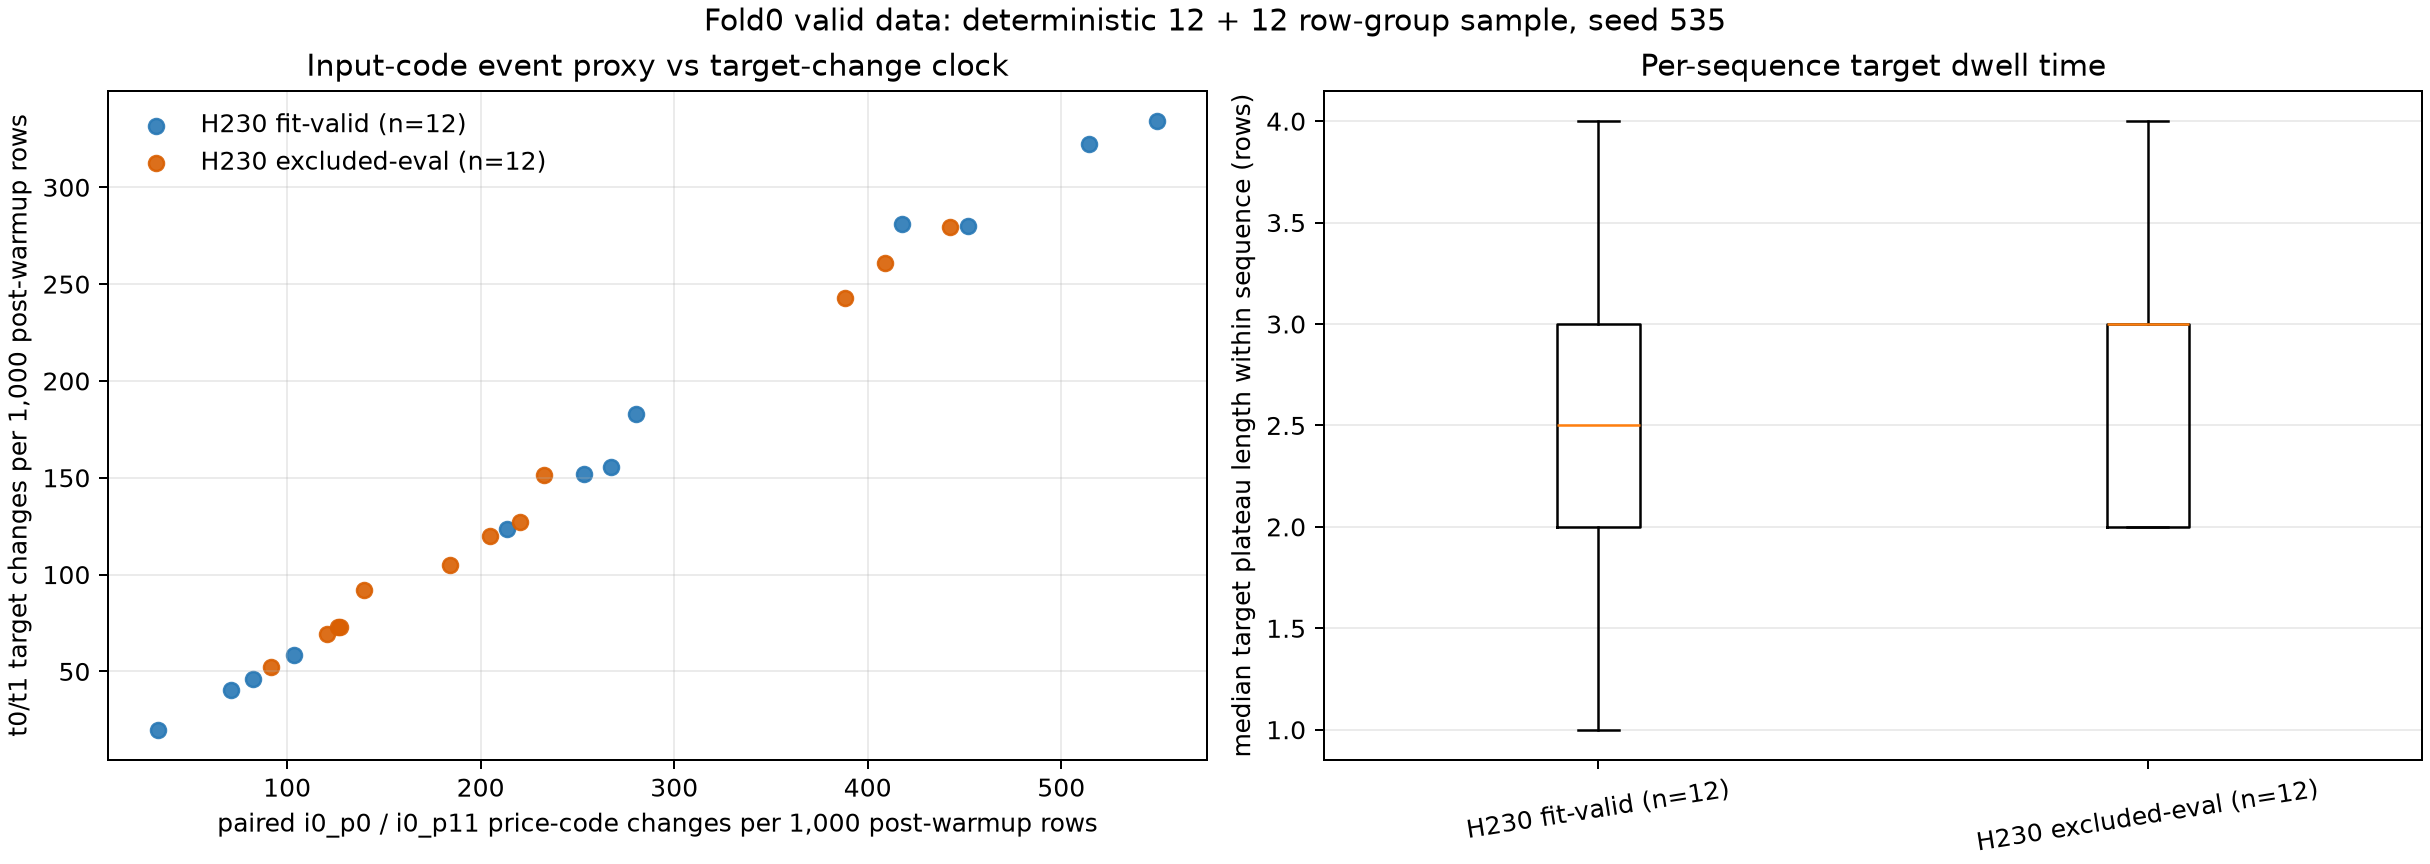 Fold0 valid data: deterministic 12 + 12 row-group sample, seed 535
Input-code event proxy vs target-change clock
H230 fit-valid (n=12)
H230 excluded-eval (n=12)
t0/t1 target changes per 1,000 post-warmup rows
300
250
200
150
100
50
100 200 300 400 500
paired i0_p0 / i0_p11 price-code changes per 1,000 post-warmup rows
Per-sequence target dwell time
median target plateau length within sequence (rows)
4.0
3.5
3.0
2.5
2.0
1.5
1.0
H230 fit-valid (n=12)
H230 excluded-eval (n=12)